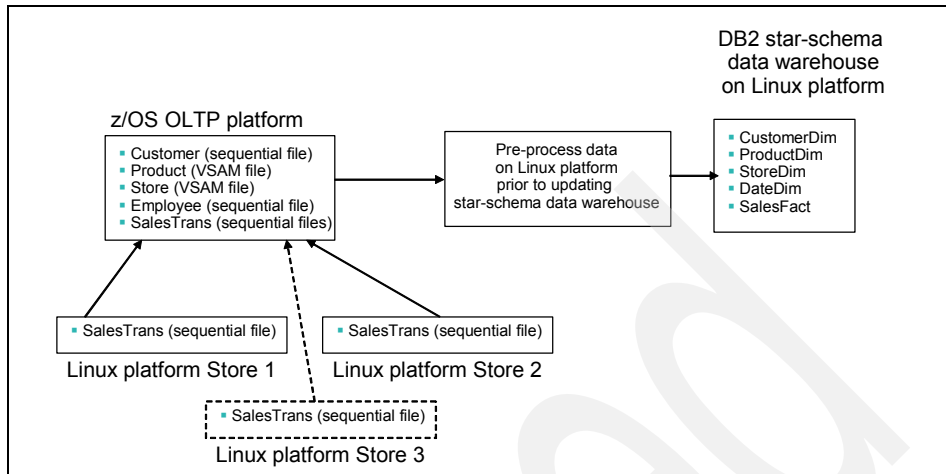 DB2 star-schema
data warehouse
on Linux platform
z/OS OLTP platform
▪ Customer (sequential file)
▪ Product (VSAM file)
▪ Store (VSAM file)
▪ Employee (sequential file)
▪ SalesTrans (sequential files)
Pre-process data
on Linux platform
prior to updating
star-schema data warehouse
▪ CustomerDim
▪ ProductDim
▪ StoreDim
▪ DateDim
▪ SalesFact
▪ SalesTrans (sequential file)
Linux platform Store 1
▪ SalesTrans (sequential file)
Linux platform Store 2
▪ SalesTrans (sequential file)
Linux platform Store 3